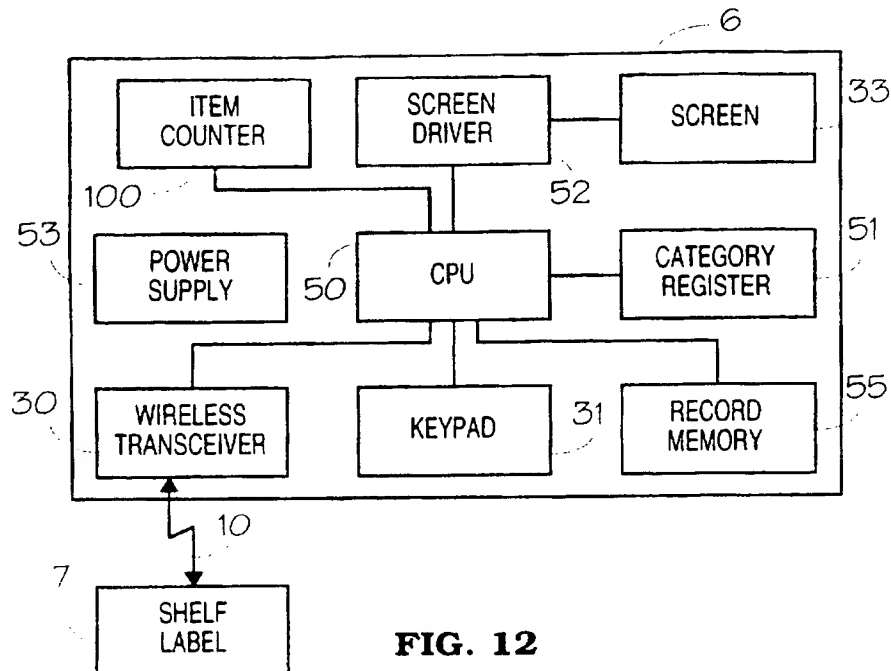 6
ITEM
COUNTER
100
SCREEN
DRIVER
52
SCREEN
33
53
POWER
SUPPLY
50
CPU
CATEGORY
REGISTER
51
30
WIRELESS
TRANSCEIVER
KEYPAD
31
RECORD
MEMORY
55
10
7
SHELF
LABEL
FIG. 12